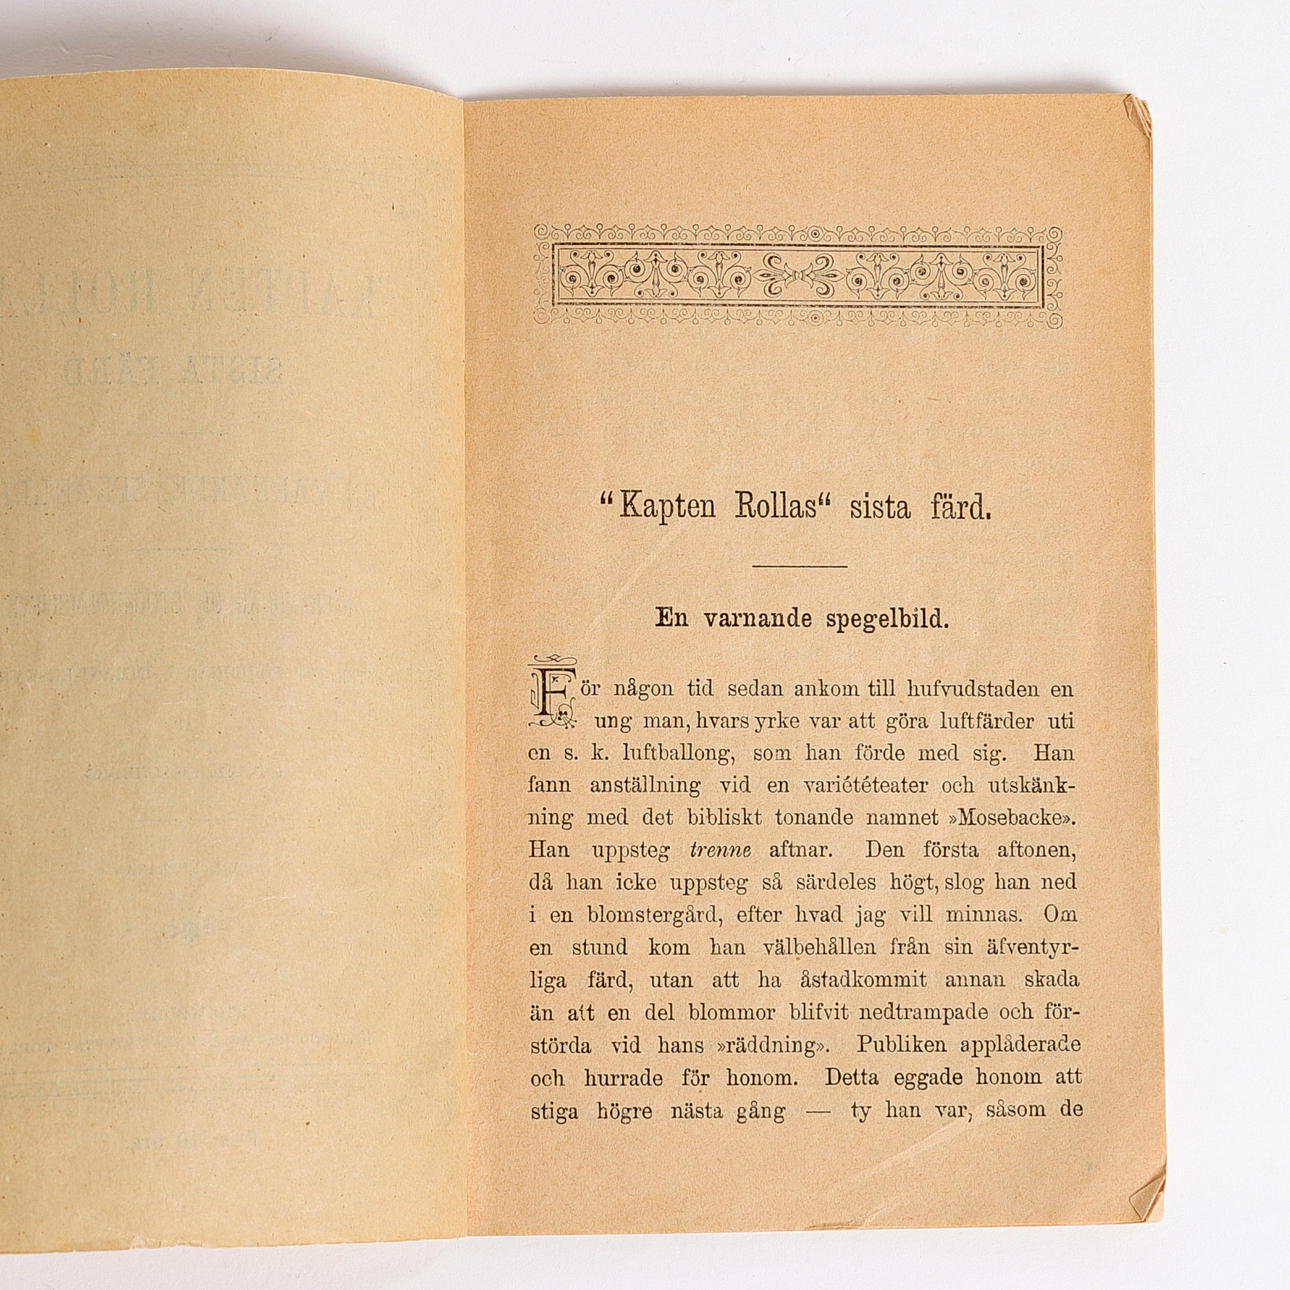 “Kapten Rollas“ sista färd.
En varnande spegelbild.
För någon tid sedan ankom till hufvudstaden en
ung man, hvars yrke var att göra luftfärder uti
en s. k. luftballong, som han förde med sig. Han
fann anställning vid en variététeater och utskänk-
ning med det bibliskt tonande namnet »Mosebacke».
Han uppsteg trenne aftnar. Den första aftonen,
då han icke uppsteg så särdeles högt, slog han ned
i en blomstergård, efter hvad jag vill minnas. Om
en stund kom han välbehållen från sin äfventyr-
liga färd, utan att ha åstadkommit annan skada
än att en del blommor blifvit nedtrampade och för-
störda vid hans »räddning». Publiken applåderade
och hurrade för honom. Detta eggade honom att
stiga högre nästa gång — ty han var, såsom de